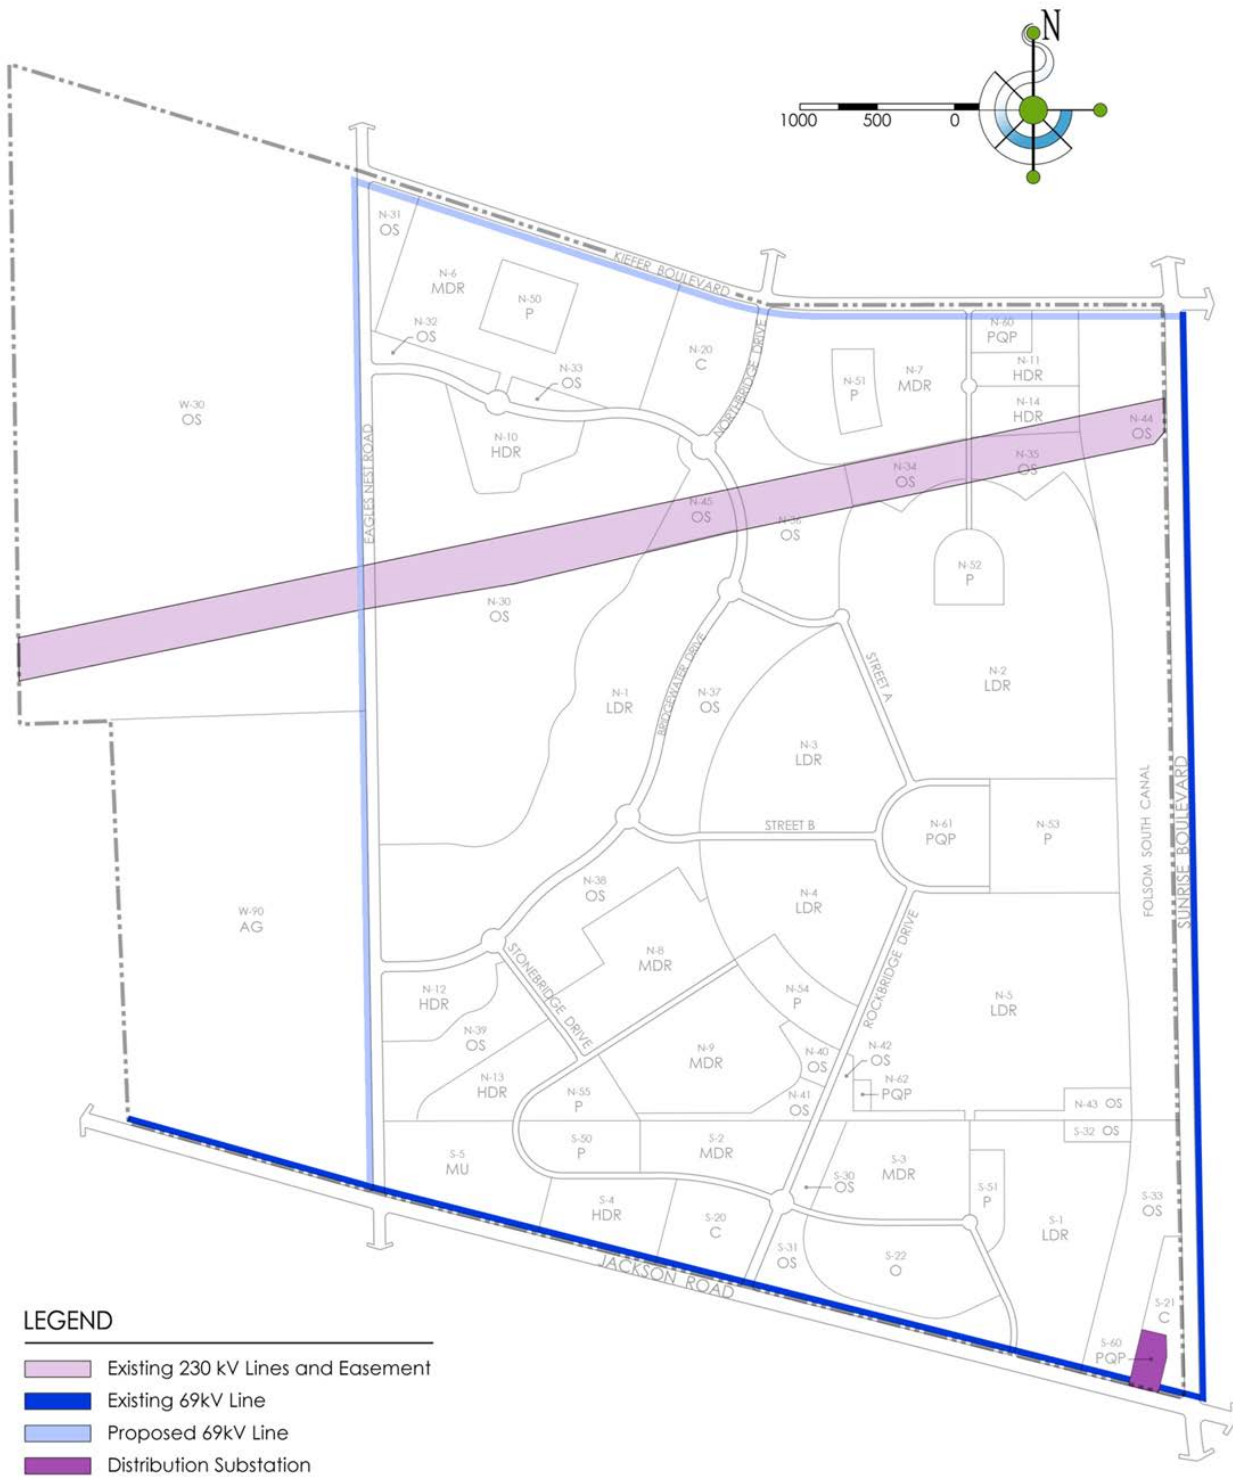 N
1000 500 0
N-31
OS
N-6
MDR
N-50
P
KIEFER BOULEVARD
N-32
OS
N-33
OS
N-20
C
NORTHBRIDGE DRIVE
N-51
P
N-7
MDR
N-60
PQP
N-11
HDR
N-14
HDR
N-44
OS
W-30
OS
EAGLES NEST ROAD
N-10
HDR
N-45
OS
N-36
OS
N-34
OS
N-35
OS
N-52
P
N-30
OS
N-1
LDR
BRIDGEWATER DRIVE
N-37
OS
STREET A
N-2
LDR
N-3
LDR
STREET B
N-61
PQP
N-53
P
FOLSOM SOUTH CANAL
SUNRISE BOULEVARD
W-90
AG
N-38
OS
N-4
LDR
N-8
MDR
STONEBRIDGE DRIVE
ROCKBRIDGE DRIVE
N-12
HDR
N-54
P
N-5
LDR
N-39
OS
N-9
MDR
N-40
OS
N-42
OS
N-13
HDR
N-55
P
N-41
OS
N-62
PQP
N-43 OS
S-32 OS
S-5
MU
S-50
P
S-2
MDR
S-3
MDR
S-30
OS
S-51
P
S-33
OS
S-4
HDR
S-20
C
S-31
OS
S-22
O
S-1
LDR
JACKSON ROAD
S-21
C
S-60
PQP
LEGEND
Existing 230 kV Lines and Easement
Existing 69kV Line
Proposed 69kV Line
Distribution Substation